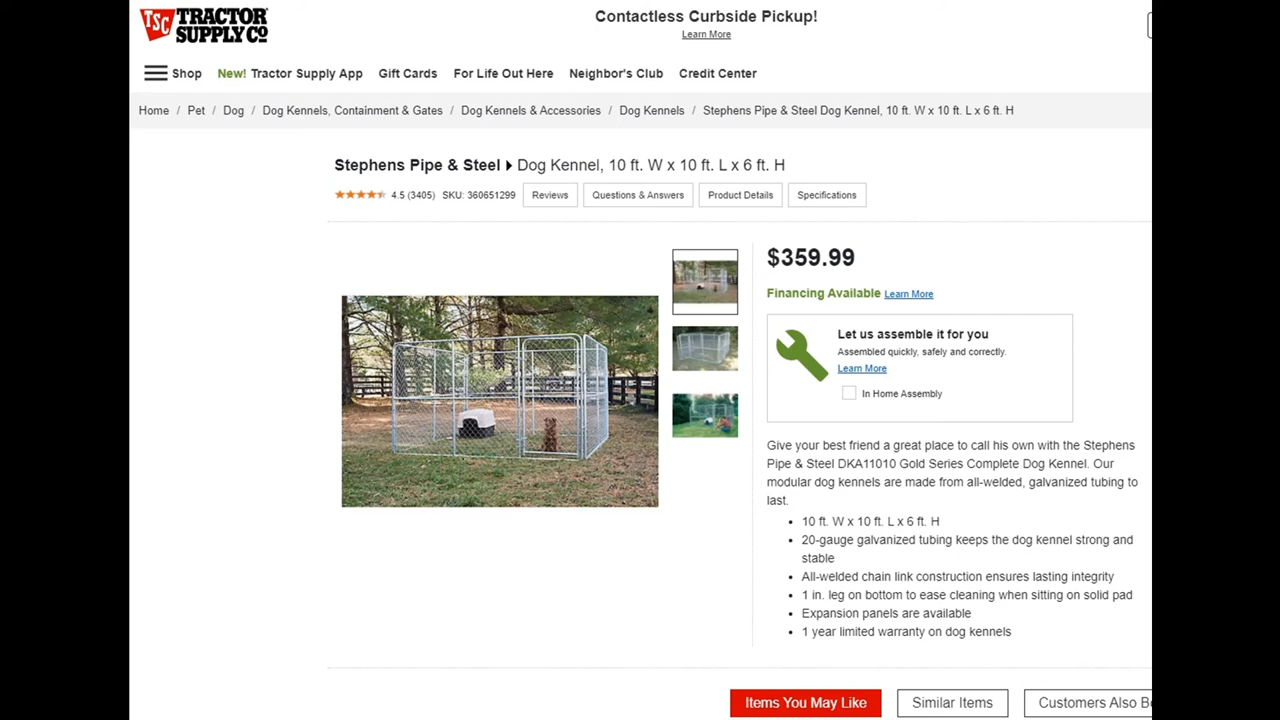 TSC TRACTOR
SUPPLY CO
Contactless Curbside Pickup!
Learn More
Shop New! Tractor Supply App Gift Cards For Life Out Here Neighbor's Club Credit Center
Home / Pet / Dog / Dog Kennels, Containment & Gates / Dog Kennels & Accessories / Dog Kennels / Stephens Pipe & Steel Dog Kennel, 10 ft. W x 10 ft. L x 6 ft. H
Stephens Pipe & Steel Dog Kennel, 10 ft. W x 10 ft. L x 6 ft. H
4.5 (3405) SKU: 360651299 Reviews Questions & Answers Product Details Specifications
$359.99
Financing Available Learn More
Let us assemble it for you
Assembled quickly, safely and correctly.
Learn More
In Home Assembly
Give your best friend a great place to call his own with the Stephens
Pipe & Steel DKA11010 Gold Series Complete Dog Kennel. Our
modular dog kennels are made from all-welded, galvanized tubing to
last.
• 10 ft. W x 10 ft. L x 6 ft. H
• 20-gauge galvanized tubing keeps the dog kennel strong and
stable
• All-welded chain link construction ensures lasting integrity
• 1 in. leg on bottom to ease cleaning when sitting on solid pad
• Expansion panels are available
• 1 year limited warranty on dog kennels
Items You May Like Similar Items Customers Also